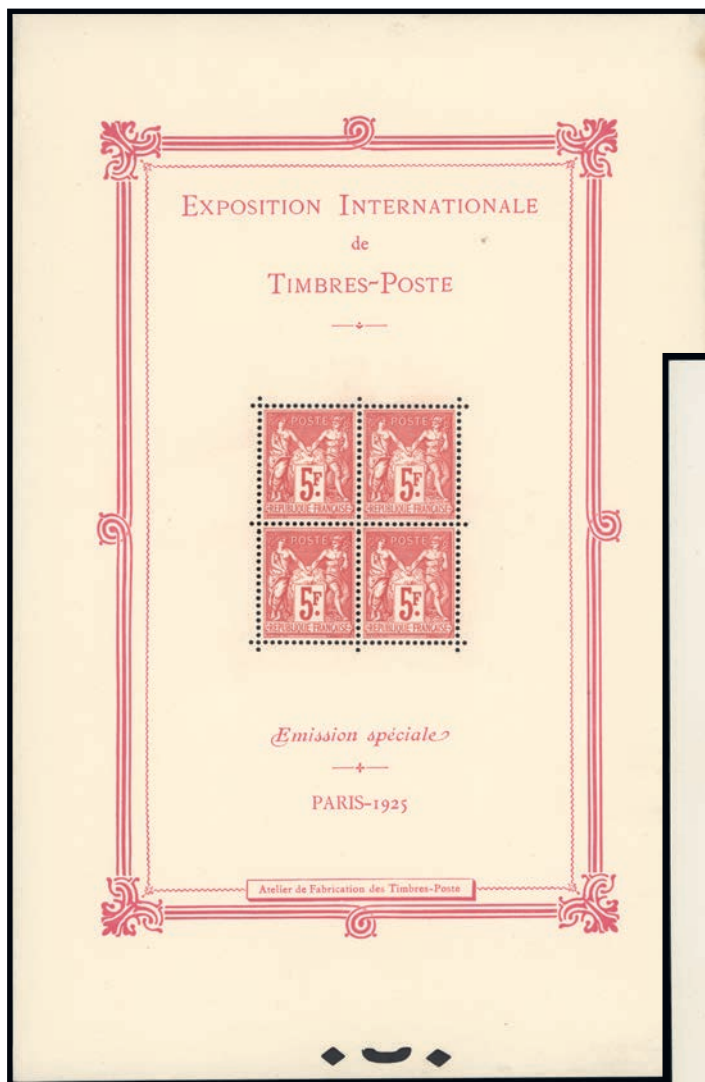 EXPOSITION INTERNATIONALE
de
TIMBRES-POSTE
POSTE POSTE
5F. 5F.
REPUBLIQUE FRANÇAISE REPUBLIQUE FRANÇAISE
POSTE POSTE
5F. 5F.
REPUBLIQUE FRANÇAISE REPUBLIQUE FRANÇAISE
Emission spéciale
PARIS-1925
Atelier de Fabrication des Timbres-Poste